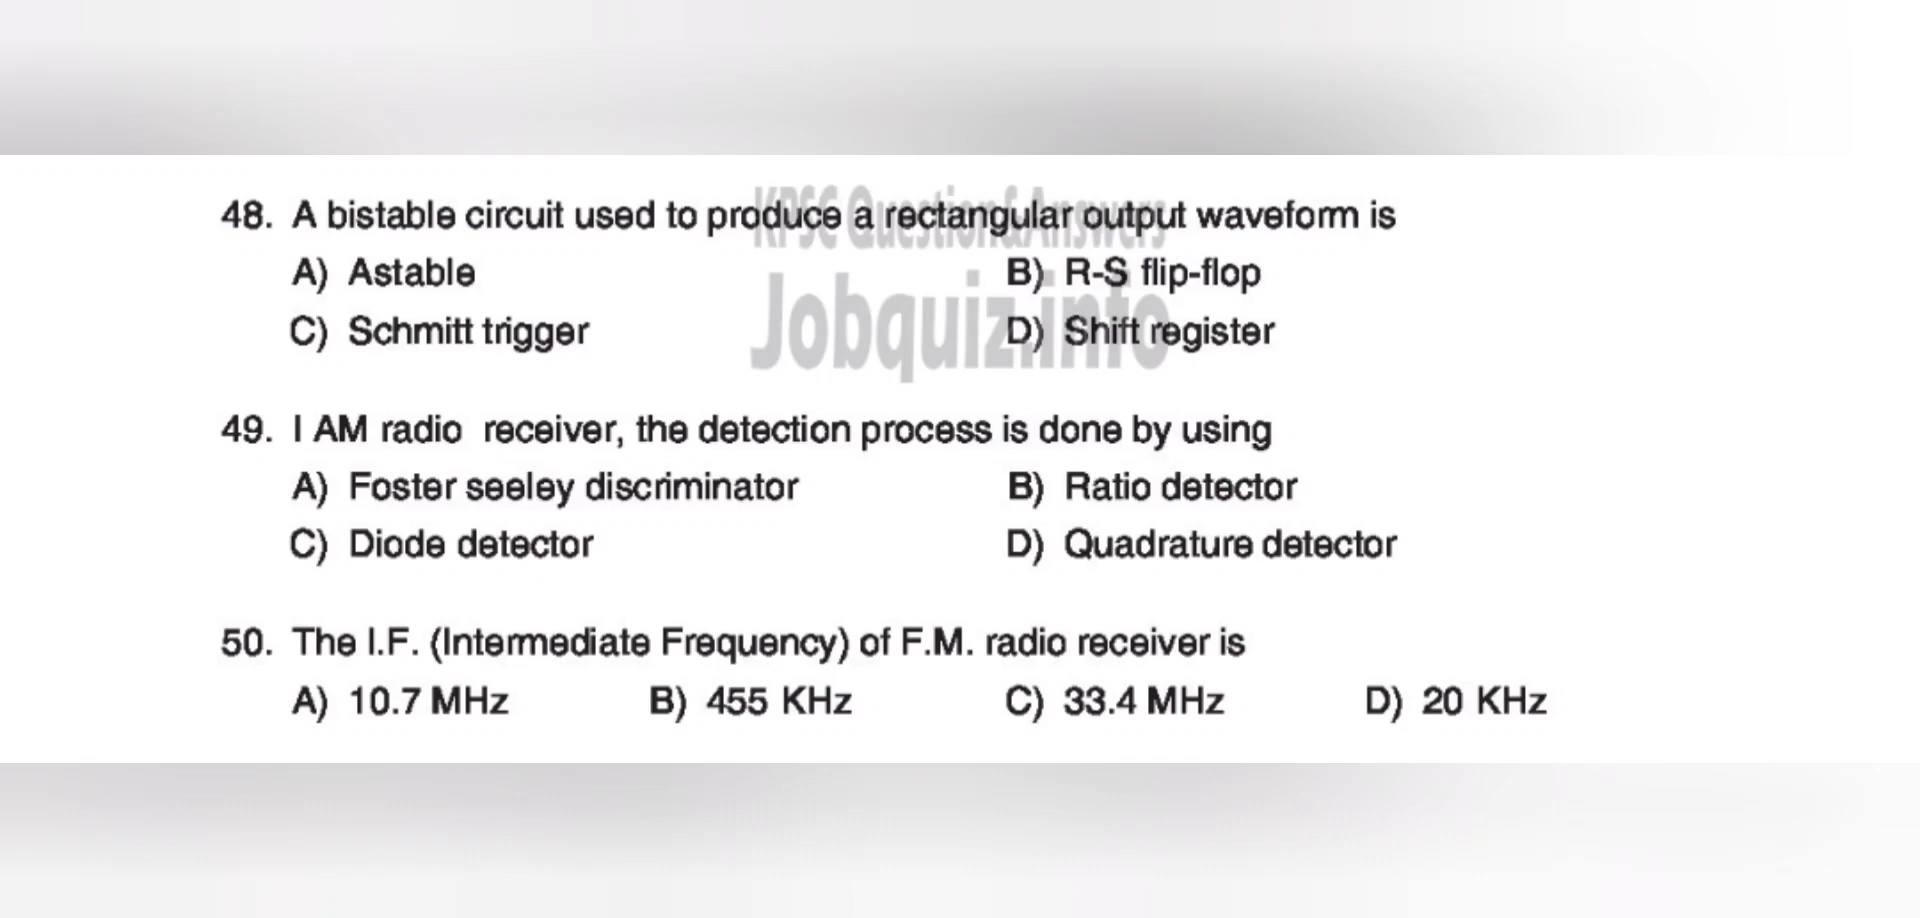 48. A bistable circuit used to produce a rectangular output waveform is
KPSC Question&Answers
A) Astable B) R-S flip-flop
Jobquiz.info
C) Schmitt trigger D) Shift register
49. I AM radio receiver, the detection process is done by using
A) Foster seeley discriminator B) Ratio detector
C) Diode detector D) Quadrature detector
50. The I.F. (Intermediate Frequency) of F.M. radio receiver is
A) 10.7 MHz B) 455 KHz C) 33.4 MHz D) 20 KHz